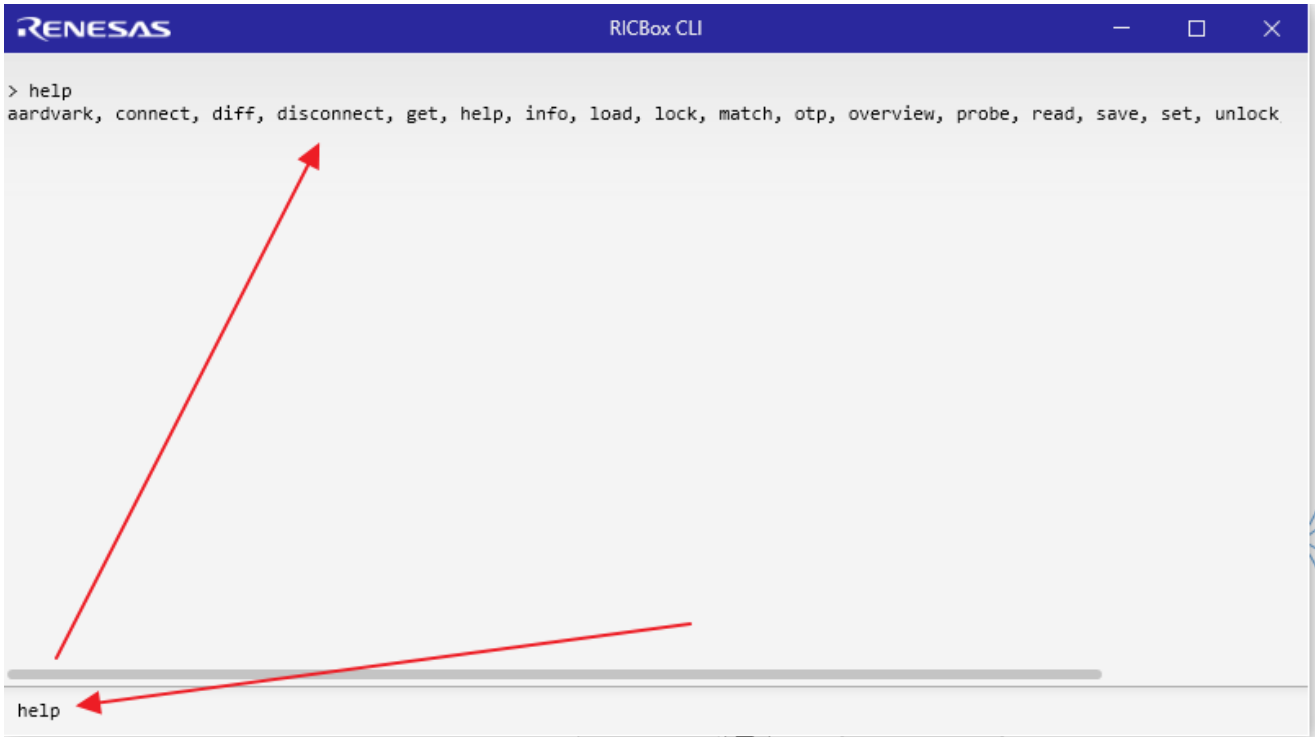 RENESAS
RICBox CLI
> help
aardvark, connect, diff, disconnect, get, help, info, load, lock, match, otp, overview, probe, read, save, set, unlock
help